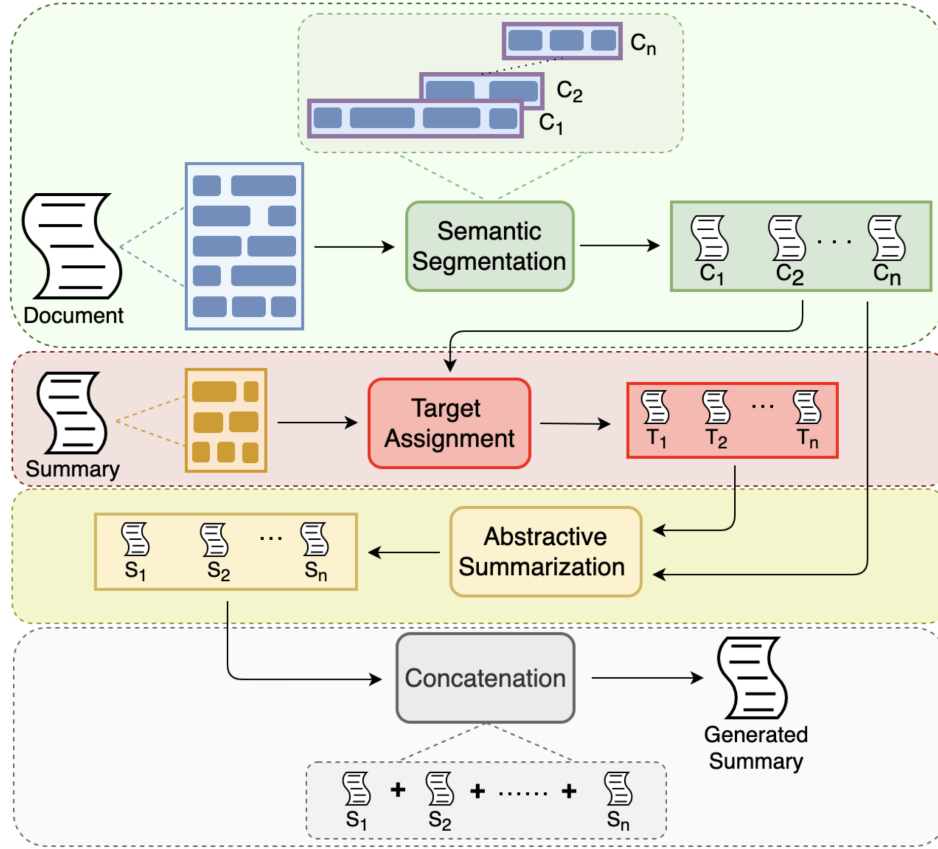 Cn
C2
C1
Document
Semantic
Segmentation
C1 C2 ... Cn
Summary
Target
Assignment
T1 T2 ... Tn
S1 S2 ... Sn
Abstractive
Summarization
Concatenation
Generated
Summary
S1 + S2 + ...... + Sn